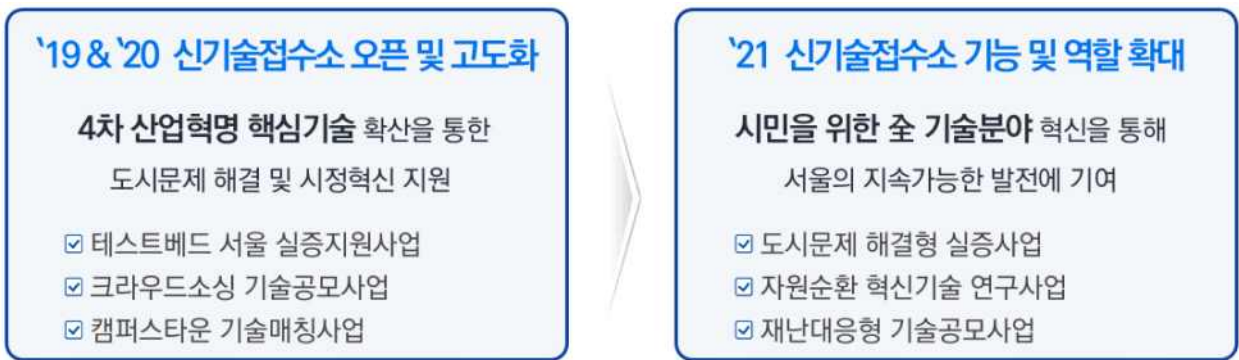 `19 & `20 신기술접수소 오픈 및 고도화
4차 산업혁명 핵심기술 확산을 통한
도시문제 해결 및 시정혁신 지원
☑ 테스트베드 서울 실증지원사업
☑ 크라우드소싱 기술공모사업
☑ 캠퍼스타운 기술매칭사업
`21 신기술접수소 기능 및 역할 확대
시민을 위한 全 기술분야 혁신을 통해
서울의 지속가능한 발전에 기여
☑ 도시문제 해결형 실증사업
☑ 자원순환 혁신기술 연구사업
☑ 재난대응형 기술공모사업